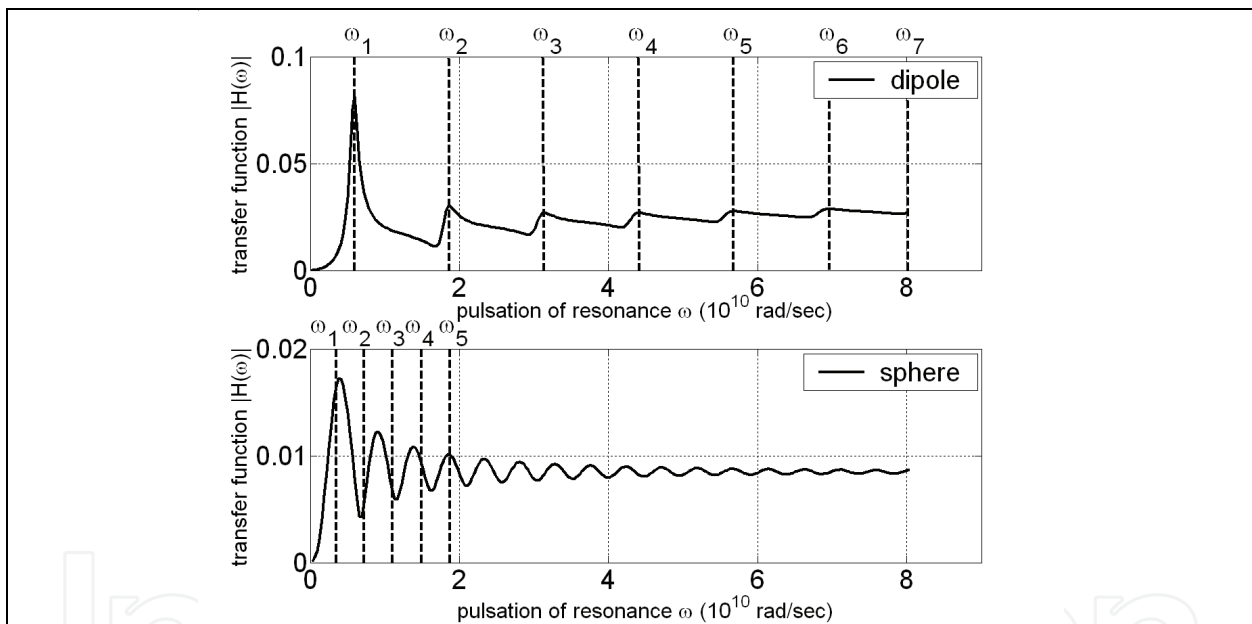 ω1 ω2 ω3 ω4 ω5 ω6 ω7
transfer function |H(ω)|
0.1
0.05
0
dipole
0 2 4 6 8
pulsation of resonance ω (10^10 rad/sec)
ω1 ω2 ω3 ω4 ω5
transfer function |H(ω)|
0.02
0.01
0
sphere
0 2 4 6 8
pulsation of resonance ω (10^10 rad/sec)